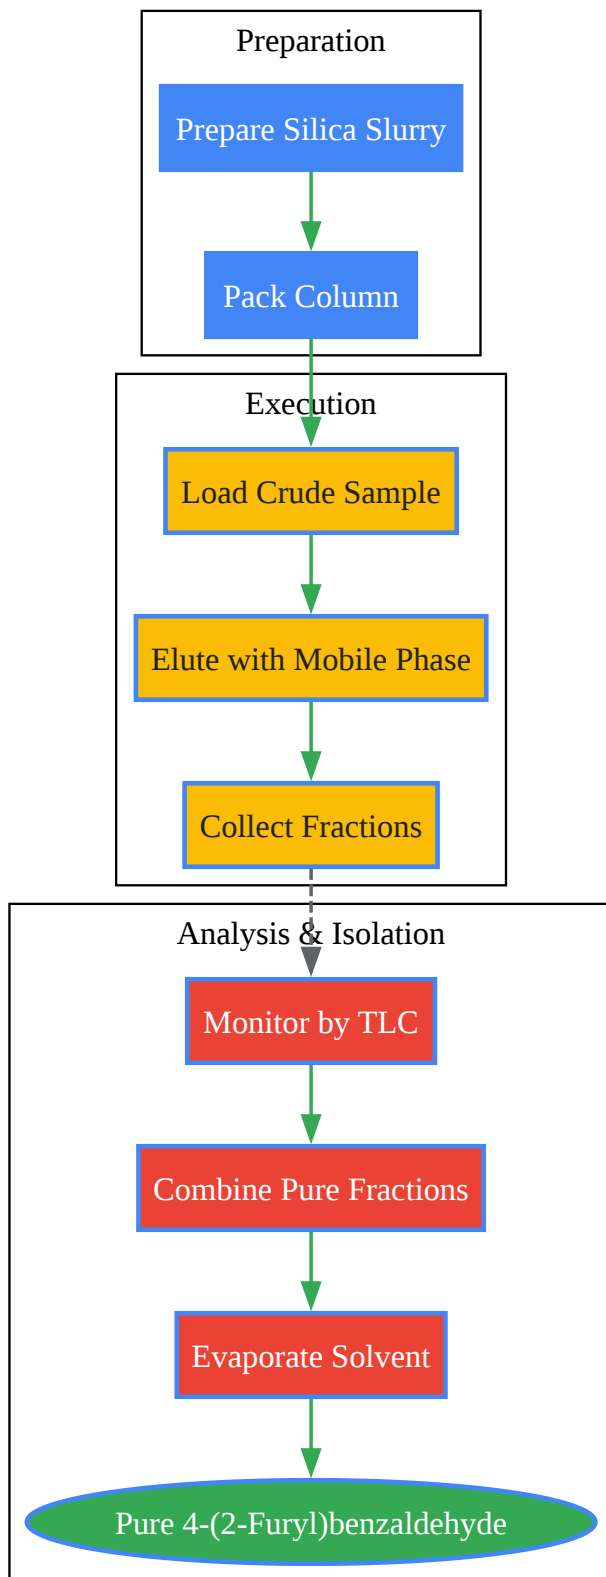 Preparation
Prepare Silica Slurry
Pack Column
Execution
Load Crude Sample
Elute with Mobile Phase
Collect Fractions
Analysis & Isolation
Monitor by TLC
Combine Pure Fractions
Evaporate Solvent
Pure 4-(2-Furyl)benzaldehyde